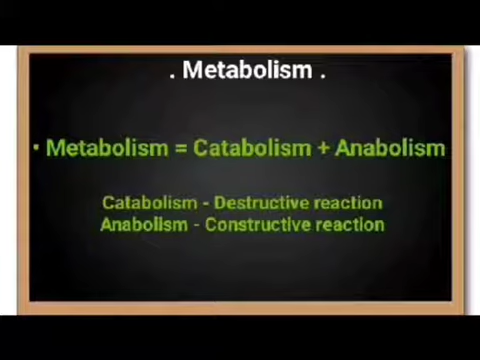 . Metabolism .
• Metabolism = Catabolism + Anabolism
Catabolism - Destructive reaction
Anabolism - Constructive reaction